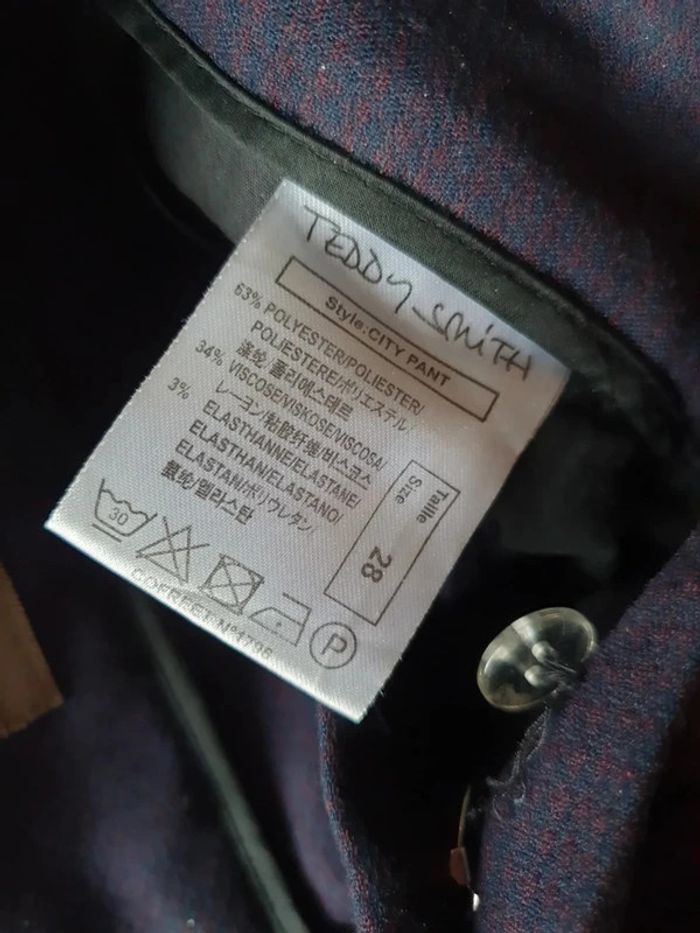 TEDDY SMITH
Style:CITY PANT
63% POLYESTER/POLIESTER/
POLIESTERE/ポリエステル/
涤纶/폴리에스테르
34% VISCOSE/VISKOSE/VISCOSA/
レーヨン/粘胶纤维/비스코스
3% ELASTHANNE/ELASTANE/
ELASTHAN/ELASTANO/
ELASTAN/ポリウレタン/
氨纶/엘라스탄
Taille
Size
28
30
P
COFREET N°1796